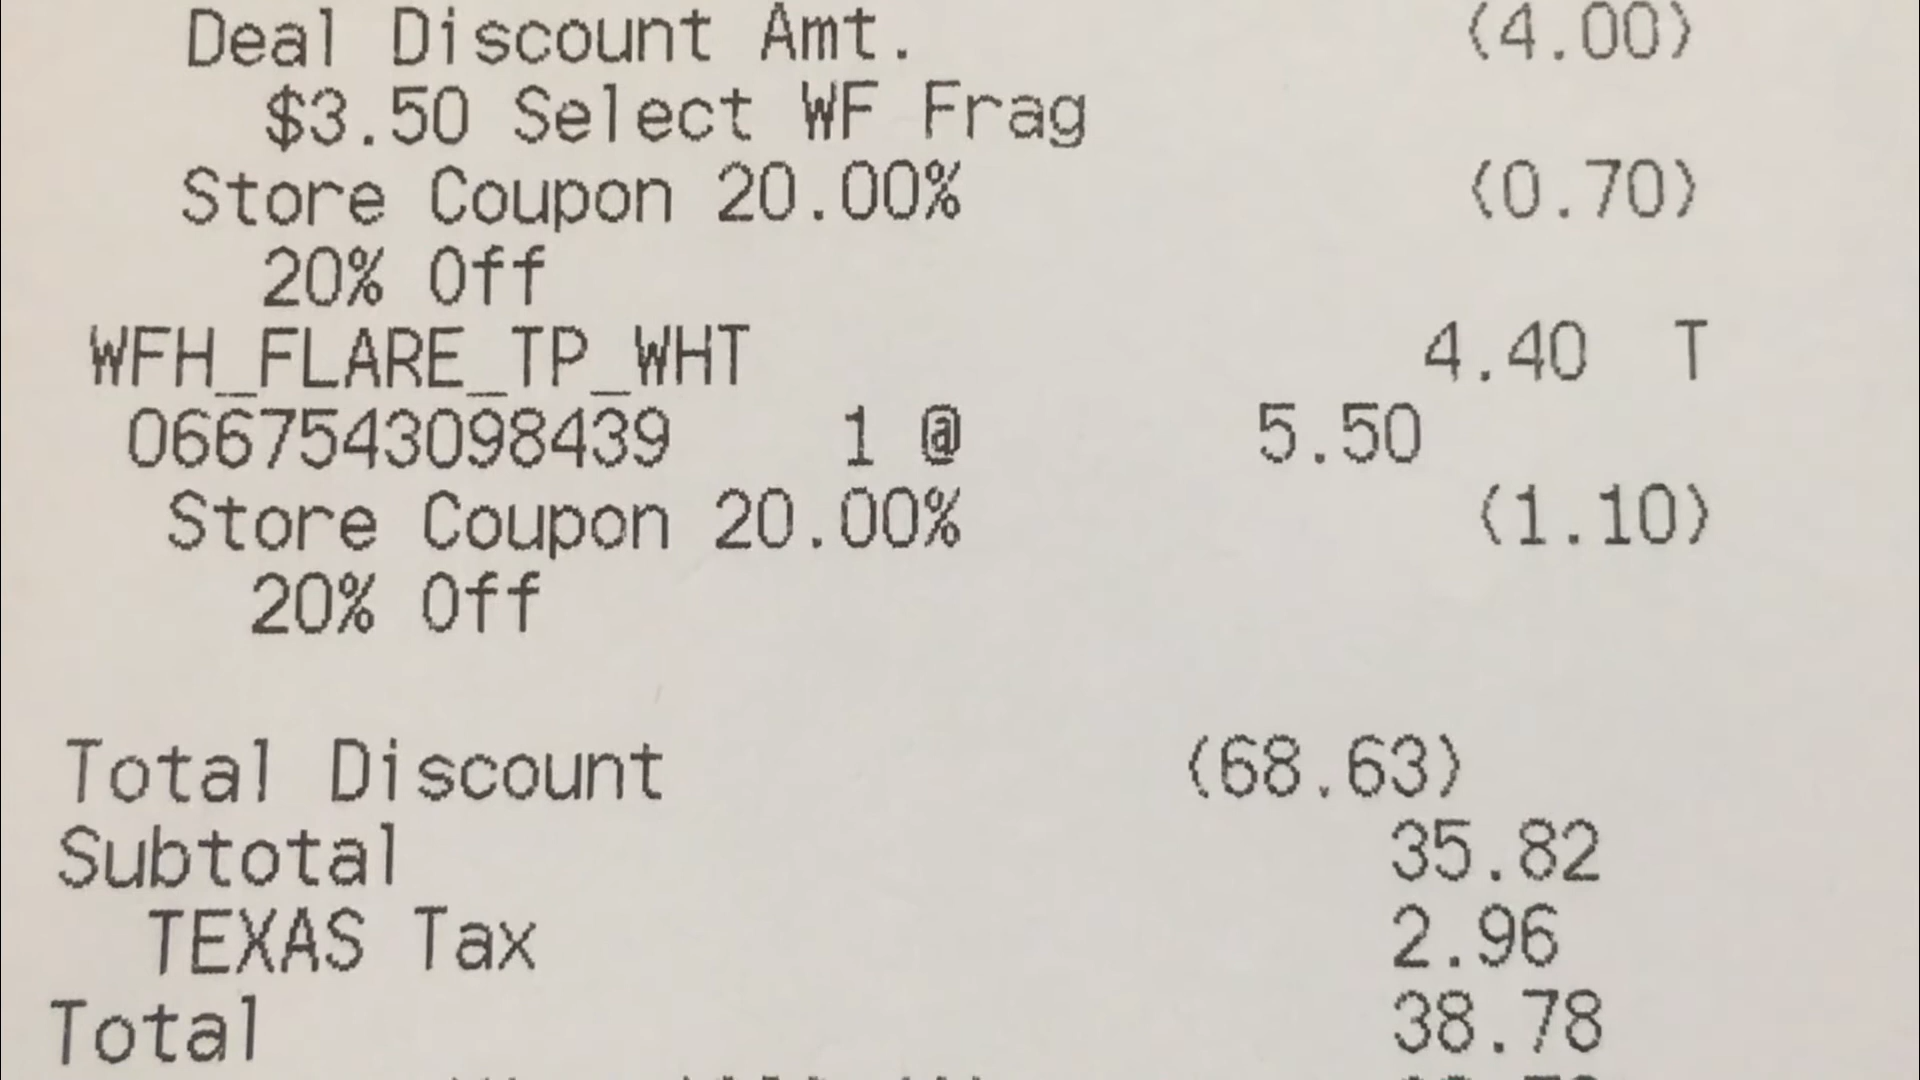 Deal Discount Amt. (4.00)
$3.50 Select WF Frag
Store Coupon 20.00% (0.70)
20% Off
WFH_FLARE_TP_WHT 4.40 T
0667543098439 1 @ 5.50
Store Coupon 20.00% (1.10)
20% Off
Total Discount (68.63)
Subtotal 35.82
TEXAS Tax 2.96
Total 38.78